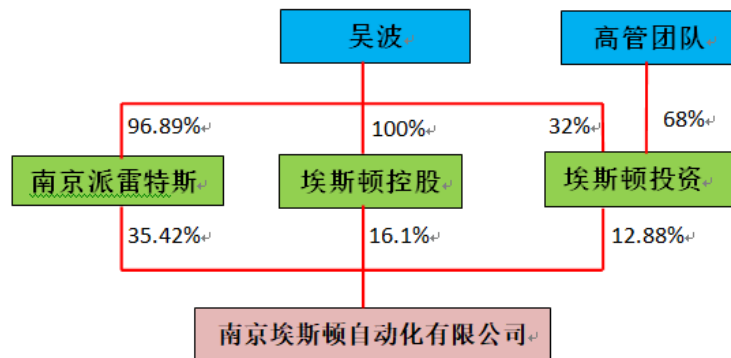 吴波
高管团队
96.89%
100%
32%
68%
南京派雷特斯
埃斯顿控股
埃斯顿投资
35.42%
16.1%
12.88%
南京埃斯顿自动化有限公司